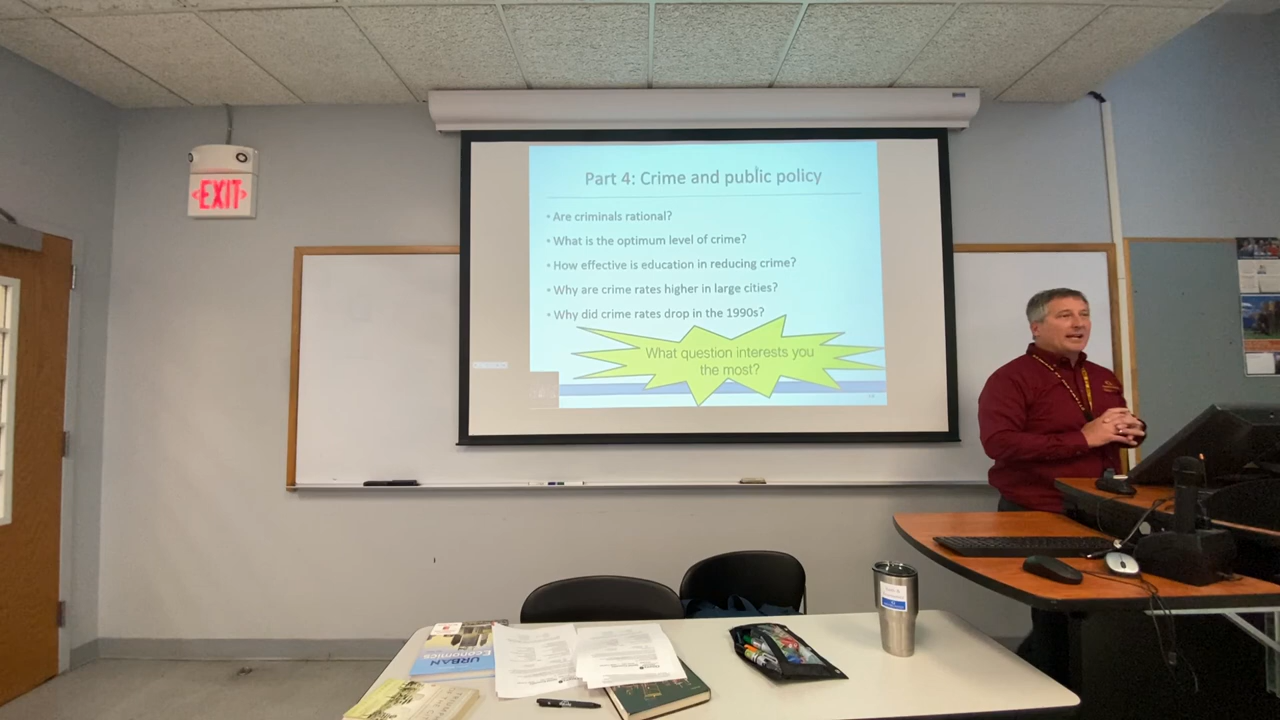 EXIT
Part 4: Crime and public policy
• Are criminals rational?
• What is the optimum level of crime?
• How effective is education in reducing crime?
• Why are crime rates higher in large cities?
• Why did crime rates drop in the 1990s?
What question interests you
the most?
URBAN
Economics